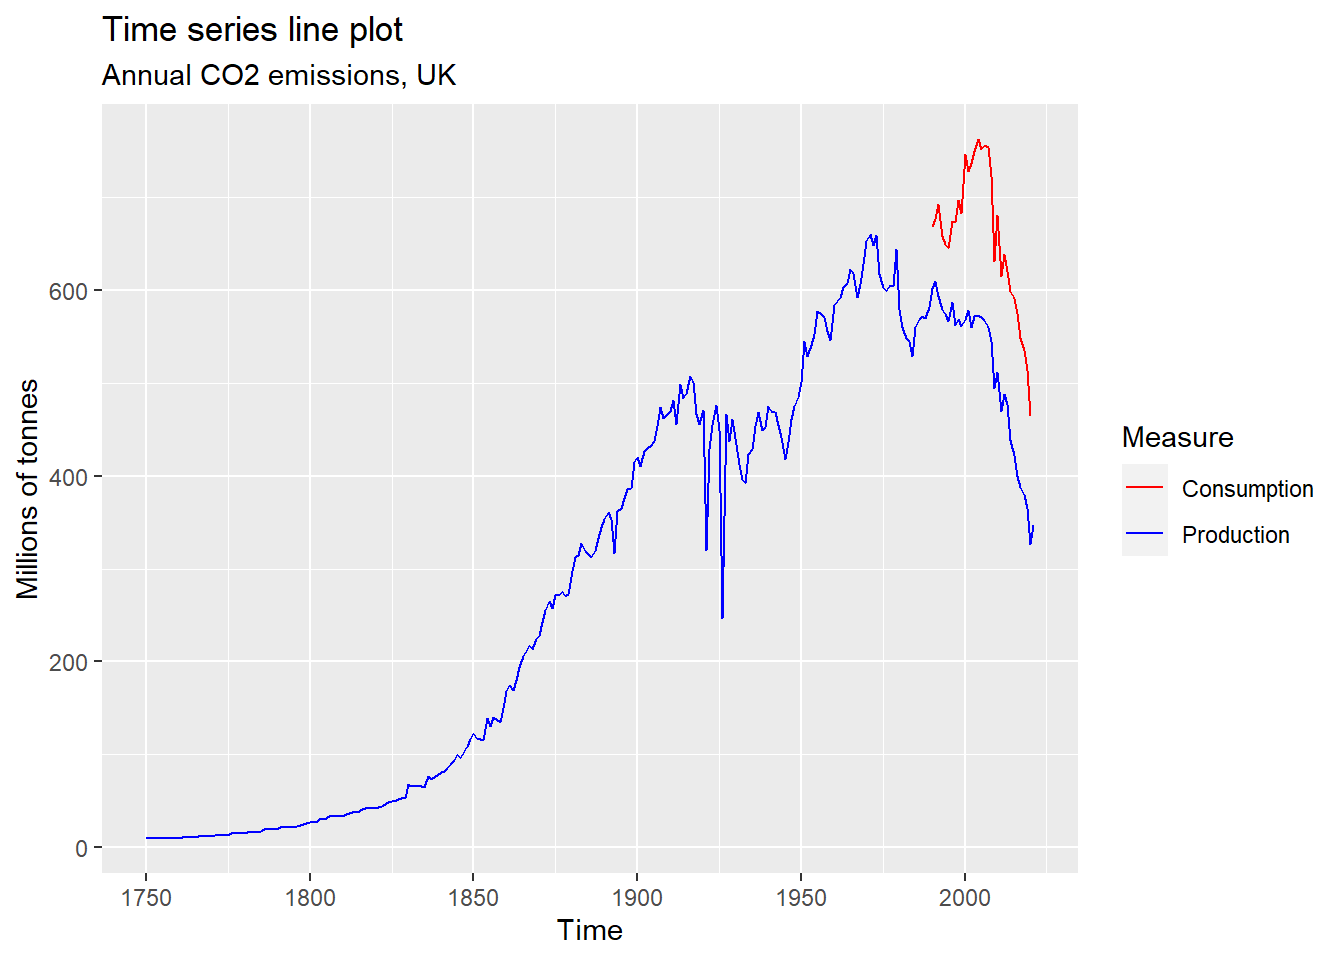 Time series line plot
Annual CO2 emissions, UK
Millions of tonnes
600
400
200
0
1750
1800
1850
1900
1950
2000
Time
Measure
Consumption
Production